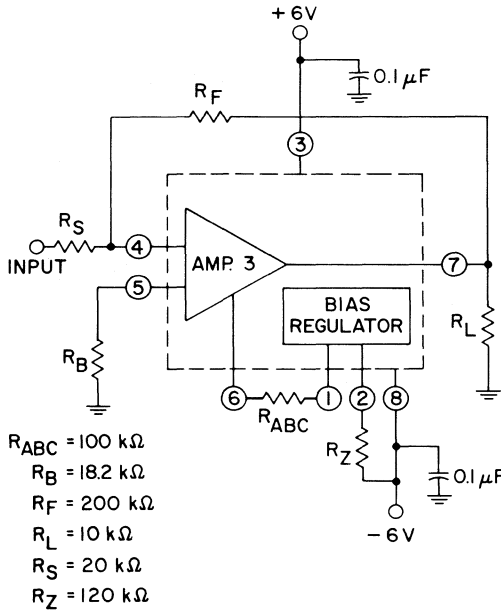 +6V
0.1 μF
RF
3
RS
4
AMP. 3
7
INPUT
5
BIAS
REGULATOR
RL
RB
6
RABC
1
2
8
RZ
0.1 μF
-6V
RABC = 100 kΩ
RB = 18.2 kΩ
RF = 200 kΩ
RL = 10 kΩ
RS = 20 kΩ
RZ = 120 kΩ